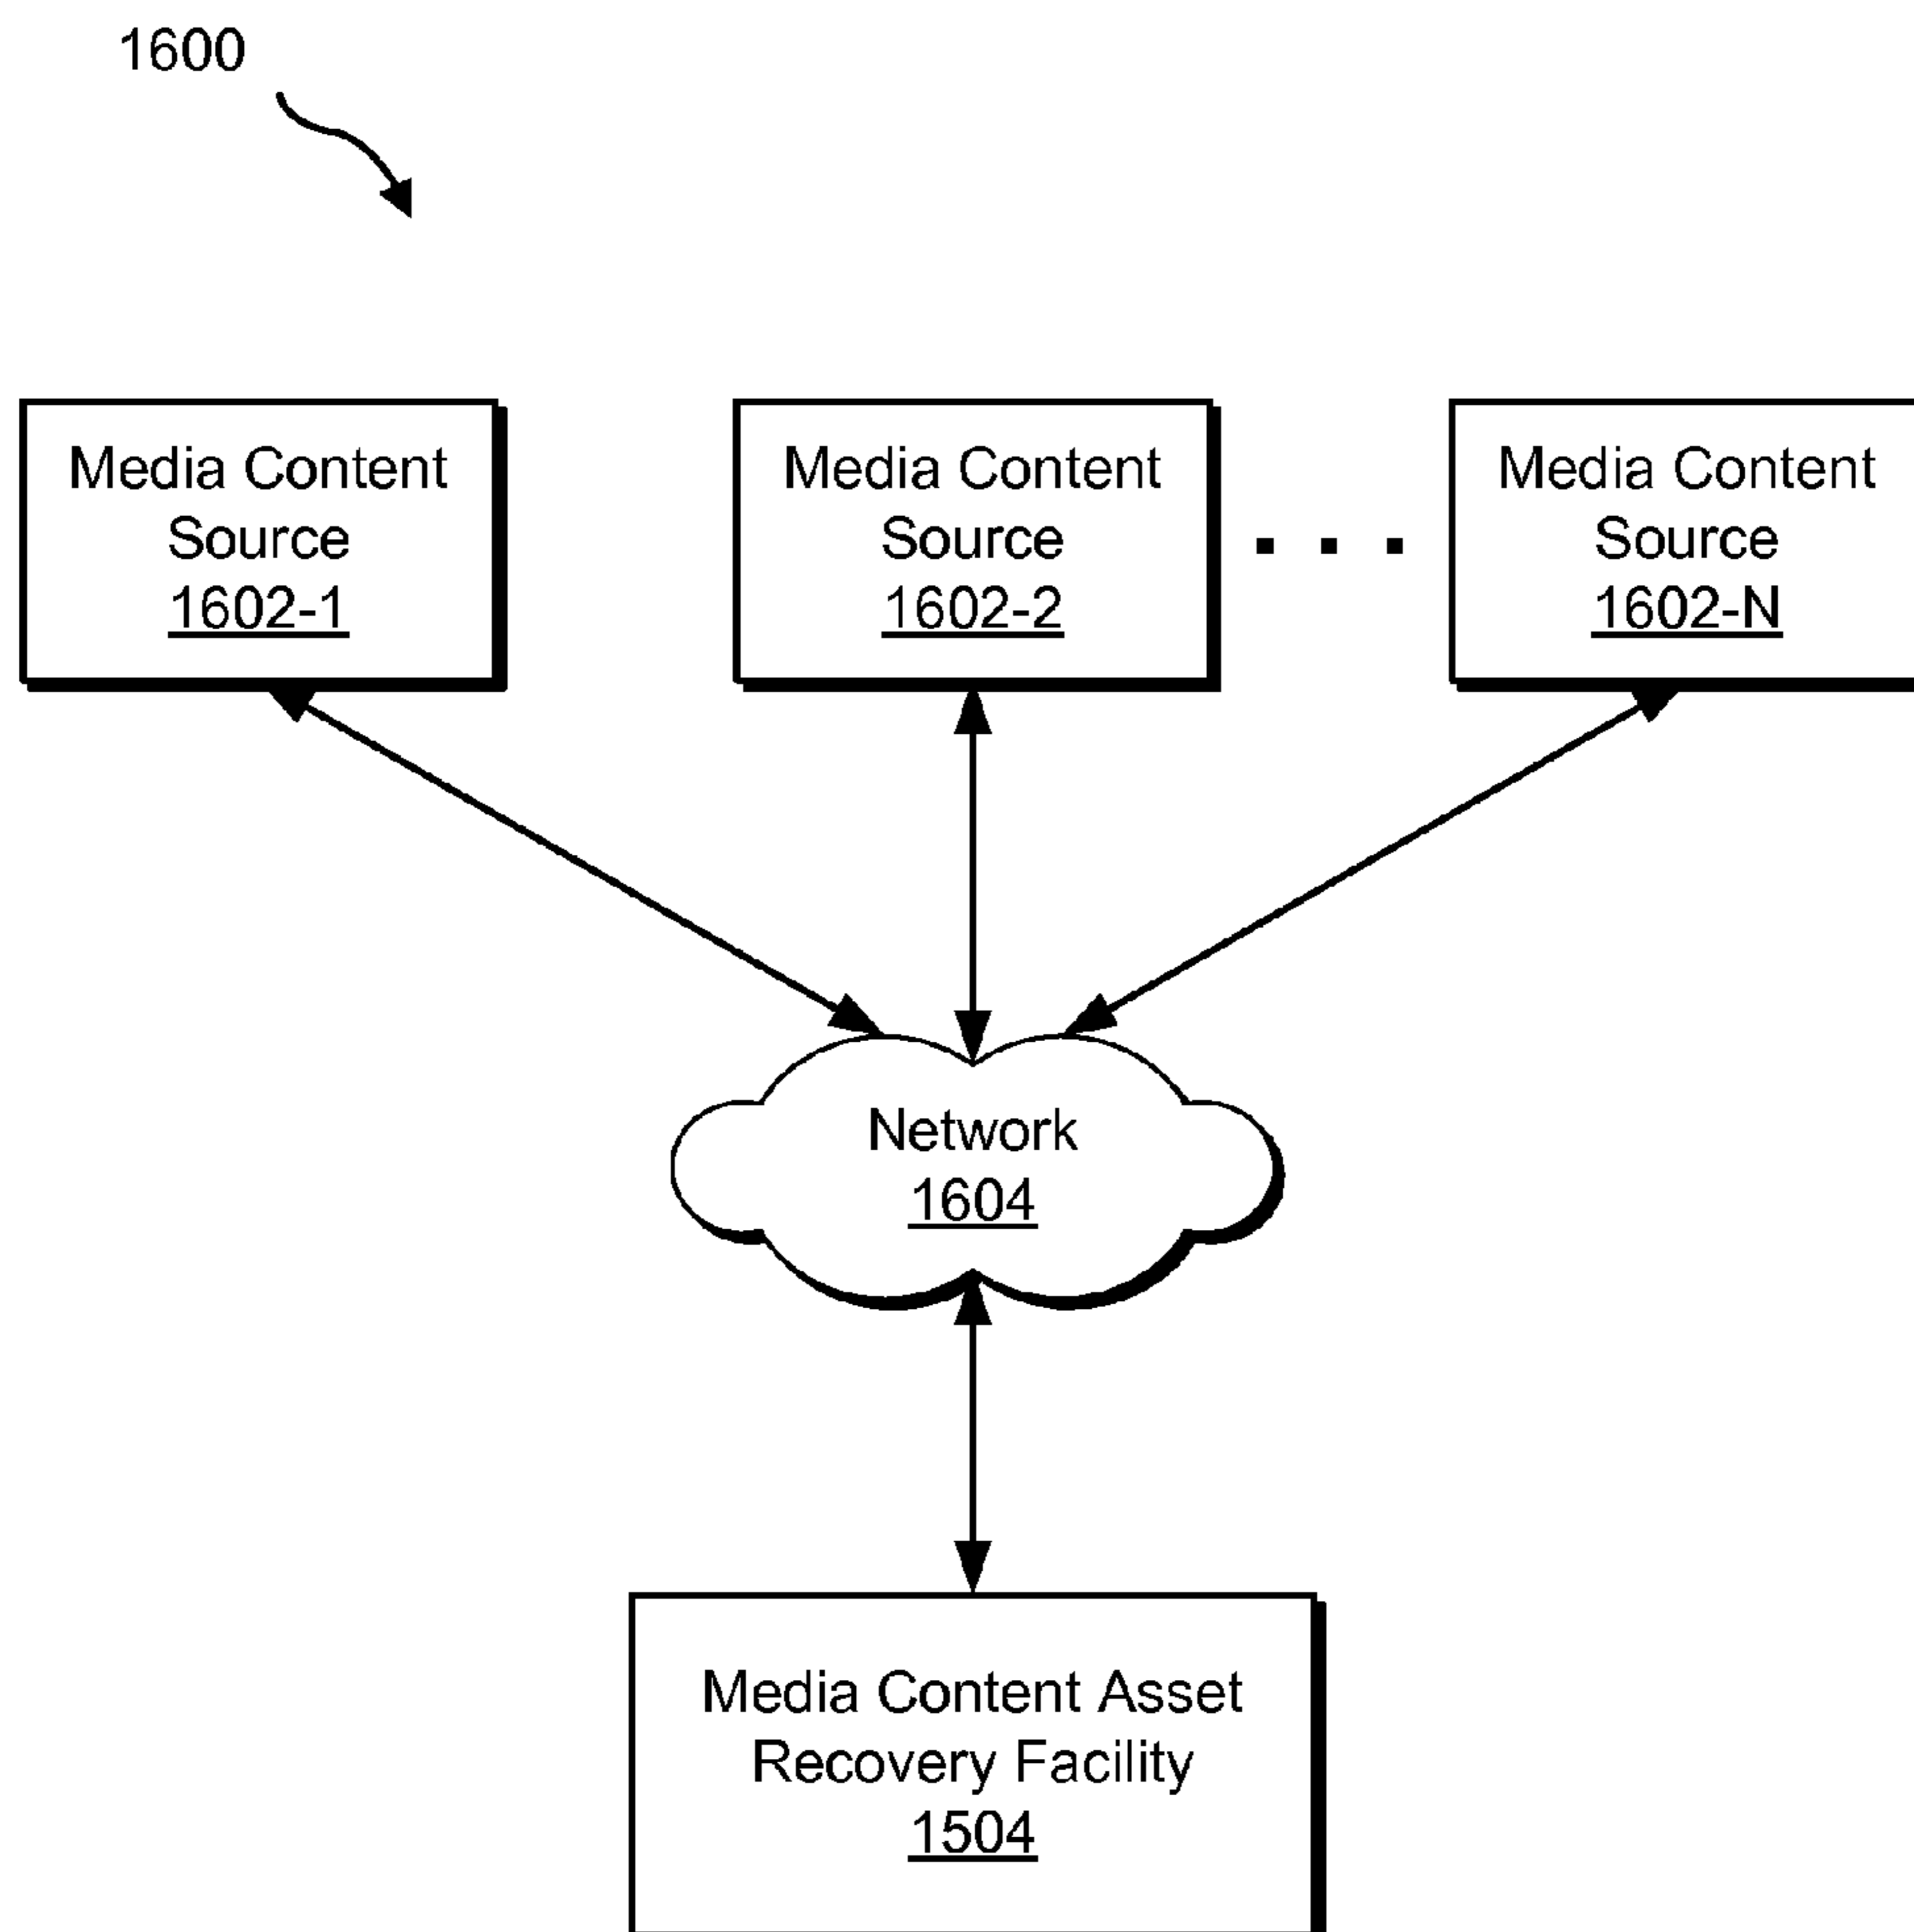 1600
Media Content
Source
1602-1
Media Content
Source
1602-2
Media Content
Source
1602-N
Network
1604
Media Content Asset
Recovery Facility
1504